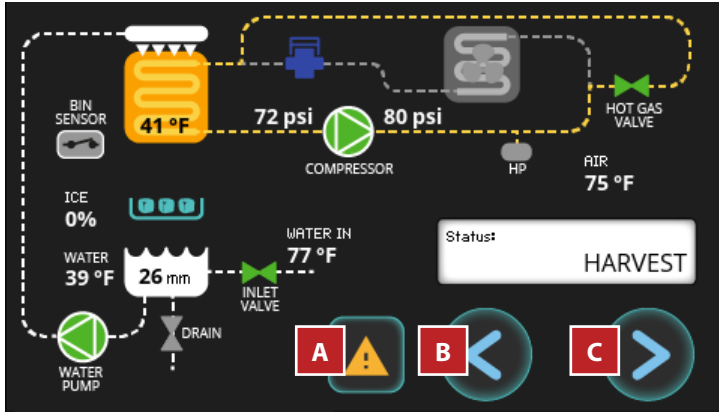 BIN
SENSOR
41 °F
72 psi
80 psi
COMPRESSOR
HP
HOT GAS
VALVE
AIR
75 °F
ICE
0%
WATER
39 °F
26 mm
WATER IN
77 °F
INLET
VALVE
DRAIN
WATER
PUMP
Status:
HARVEST
A
B
C